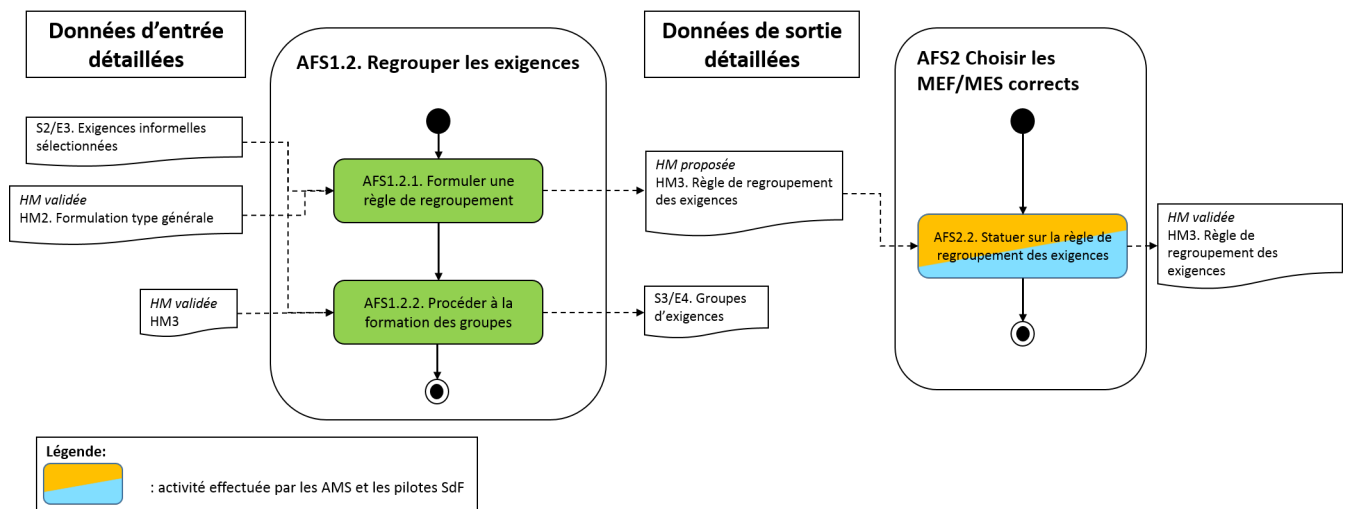 Données d’entrée
détaillées
AFS1.2. Regrouper les exigences
Données de sortie
détaillées
AFS2 Choisir les
MEF/MES corrects
S2/E3. Exigences informelles
sélectionnées
HM validée
HM2. Formulation type générale
AFS1.2.1. Formuler une
règle de regroupement
HM proposée
HM3. Règle de regroupement
des exigences
AFS2.2. Statuer sur la règle de
regroupement des exigences
HM validée
HM3. Règle de
regroupement des
exigences
HM validée
HM3
AFS1.2.2. Procéder à la
formation des groupes
S3/E4. Groupes
d’exigences
Légende:
: activité effectuée par les AMS et les pilotes SdF